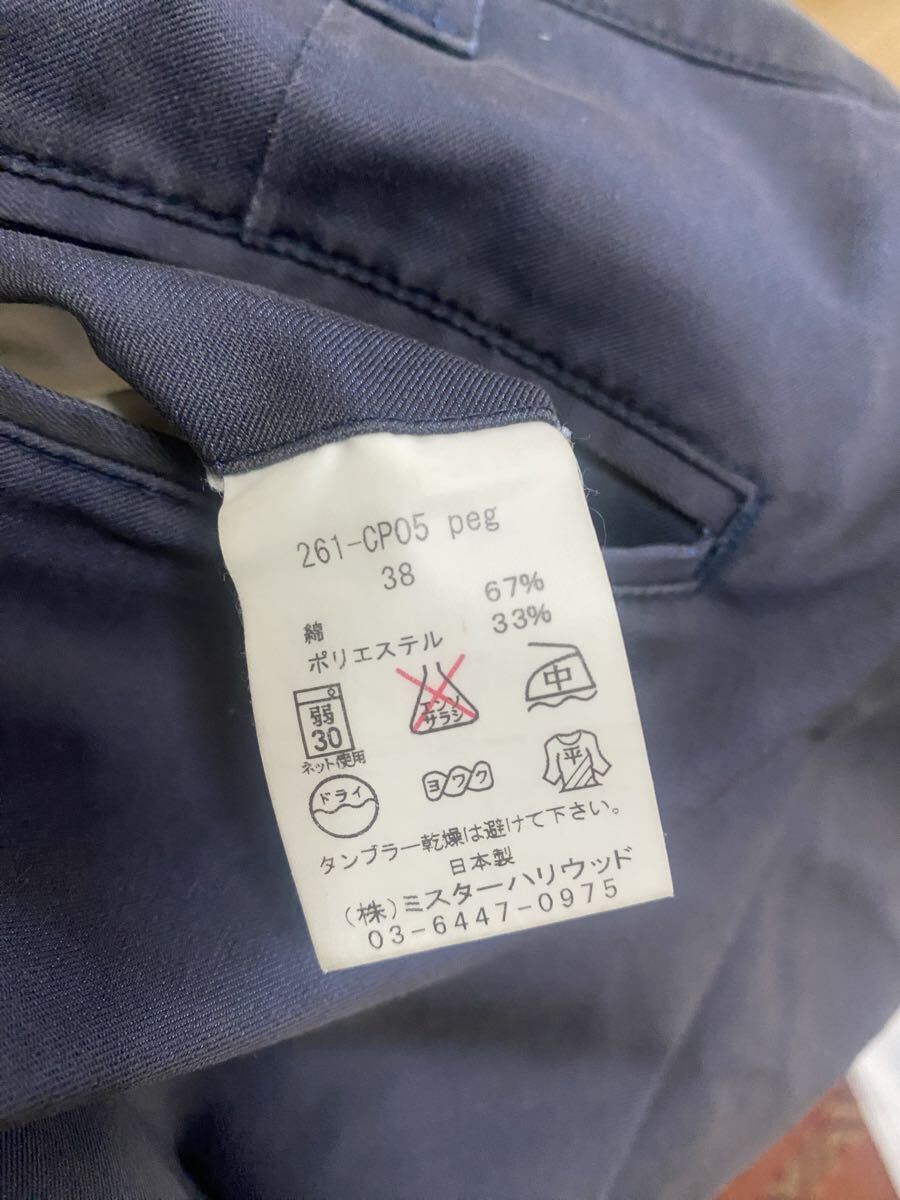 261-CP05 peg
38
綿 67%
ポリエステル 33%
弱
30
ネット使用
エンソ
サラシ
中
ドライ
ヨワク
平
タンブラー乾燥は避けて下さい。
日本製
(株)ミスターハリウッド
03-6447-0975